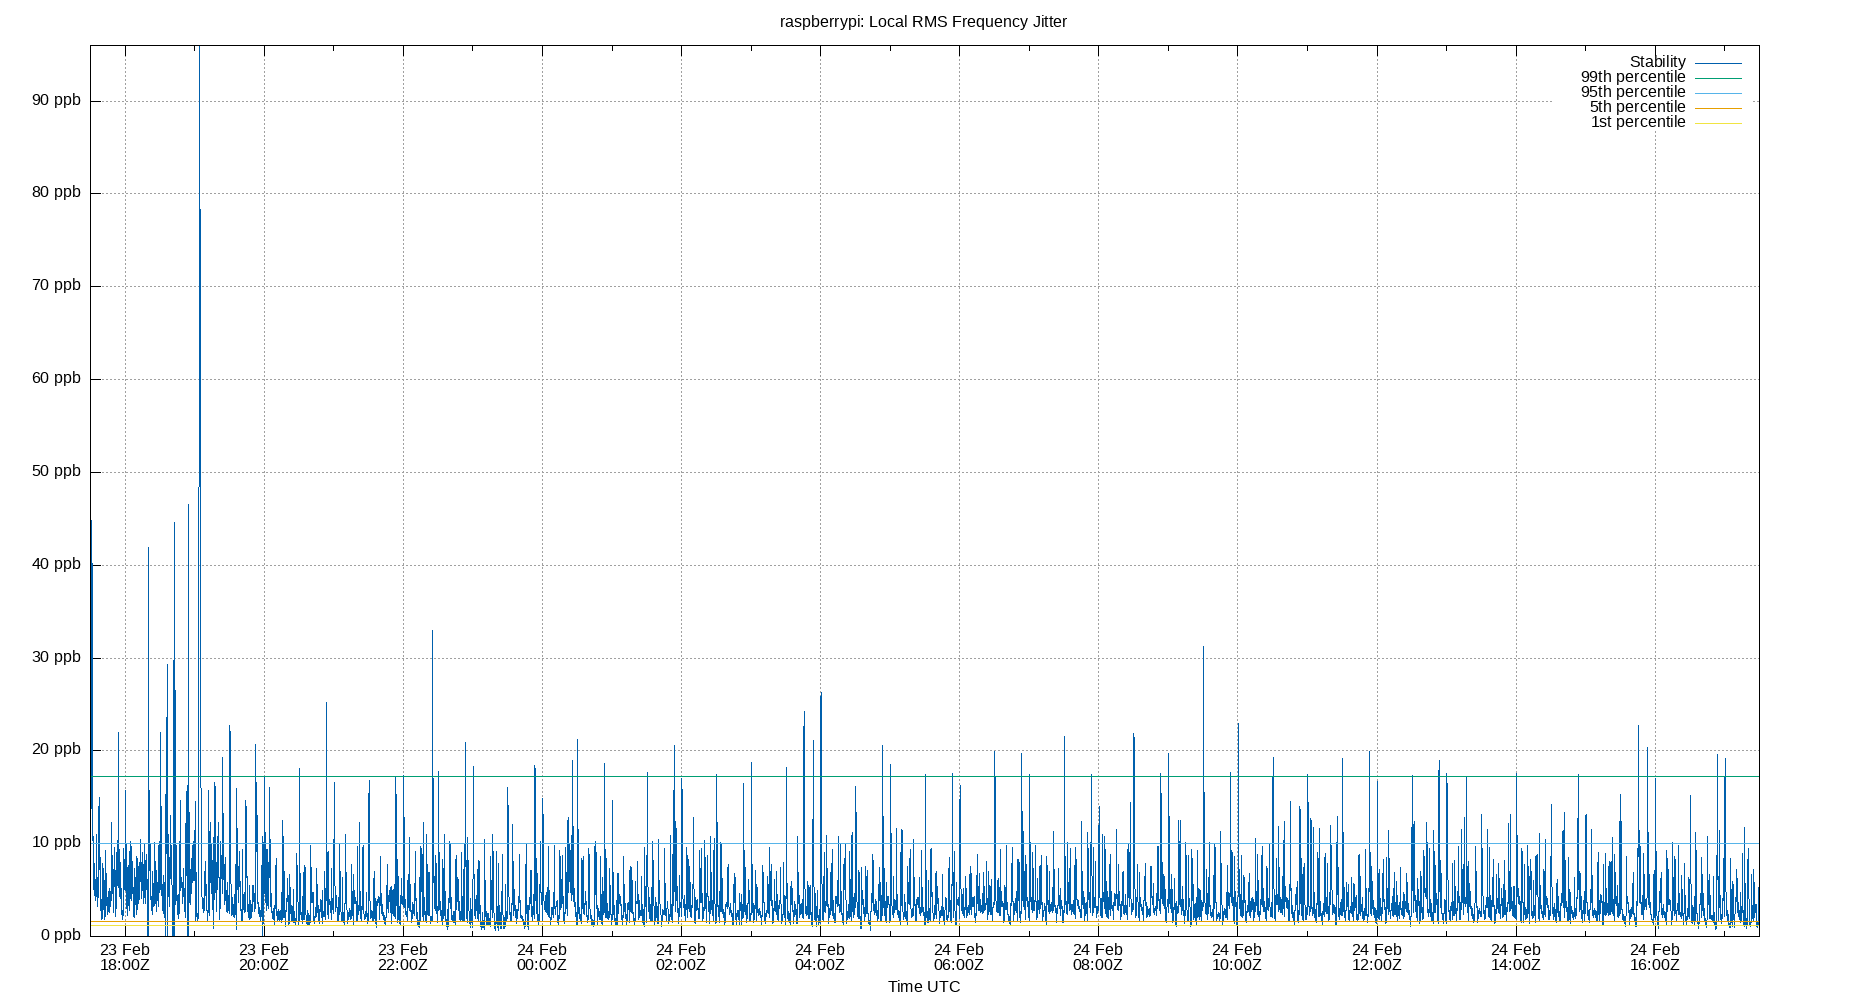 raspberrypi: Local RMS Frequency Jitter
Stability
99th percentile
95th percentile
5th percentile
1st percentile
90 ppb
80 ppb
70 ppb
60 ppb
50 ppb
40 ppb
30 ppb
20 ppb
10 ppb
0 ppb
23 Feb 23 Feb 23 Feb 24 Feb 24 Feb 24 Feb 24 Feb 24 Feb 24 Feb 24 Feb 24 Feb 24 Feb
18:00Z 20:00Z 22:00Z 00:00Z 02:00Z 04:00Z 06:00Z 08:00Z 10:00Z 12:00Z 14:00Z 16:00Z
Time UTC